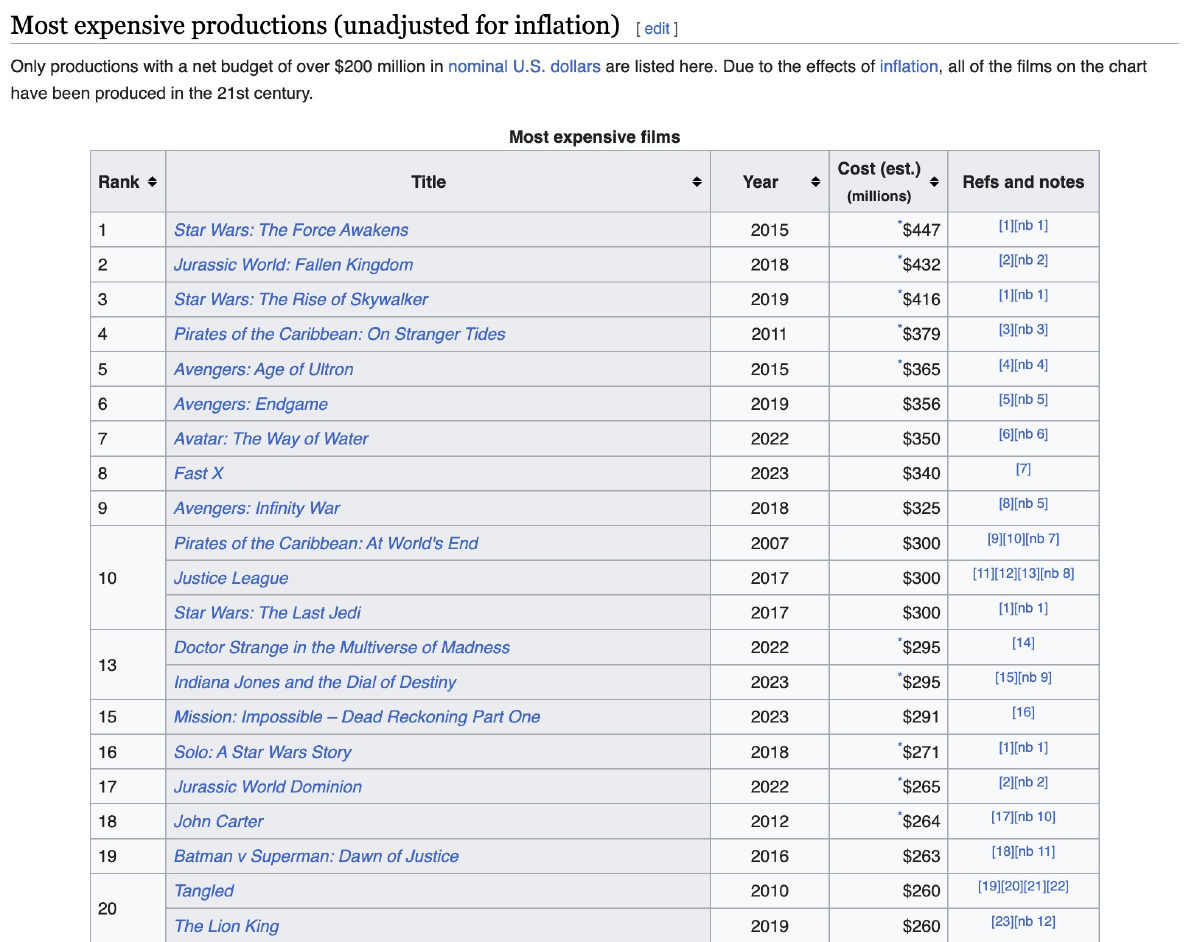 Most expensive productions (unadjusted for inflation) [ edit ]
Only productions with a net budget of over $200 million in nominal U.S. dollars are listed here. Due to the effects of inflation, all of the films on the chart
have been produced in the 21st century.
Most expensive films
Rank Title Year Cost (est.) (millions) Refs and notes
1 Star Wars: The Force Awakens 2015 *$447 [1][nb 1]
2 Jurassic World: Fallen Kingdom 2018 *$432 [2][nb 2]
3 Star Wars: The Rise of Skywalker 2019 *$416 [1][nb 1]
4 Pirates of the Caribbean: On Stranger Tides 2011 *$379 [3][nb 3]
5 Avengers: Age of Ultron 2015 *$365 [4][nb 4]
6 Avengers: Endgame 2019 $356 [5][nb 5]
7 Avatar: The Way of Water 2022 $350 [6][nb 6]
8 Fast X 2023 $340 [7]
9 Avengers: Infinity War 2018 $325 [8][nb 5]
10 Pirates of the Caribbean: At World's End 2007 $300 [9][10][nb 7]
Justice League 2017 $300 [11][12][13][nb 8]
Star Wars: The Last Jedi 2017 $300 [1][nb 1]
13 Doctor Strange in the Multiverse of Madness 2022 *$295 [14]
Indiana Jones and the Dial of Destiny 2023 *$295 [15][nb 9]
15 Mission: Impossible – Dead Reckoning Part One 2023 $291 [16]
16 Solo: A Star Wars Story 2018 *$271 [1][nb 1]
17 Jurassic World Dominion 2022 *$265 [2][nb 2]
18 John Carter 2012 *$264 [17][nb 10]
19 Batman v Superman: Dawn of Justice 2016 $263 [18][nb 11]
20 Tangled 2010 $260 [19][20][21][22]
The Lion King 2019 $260 [23][nb 12]